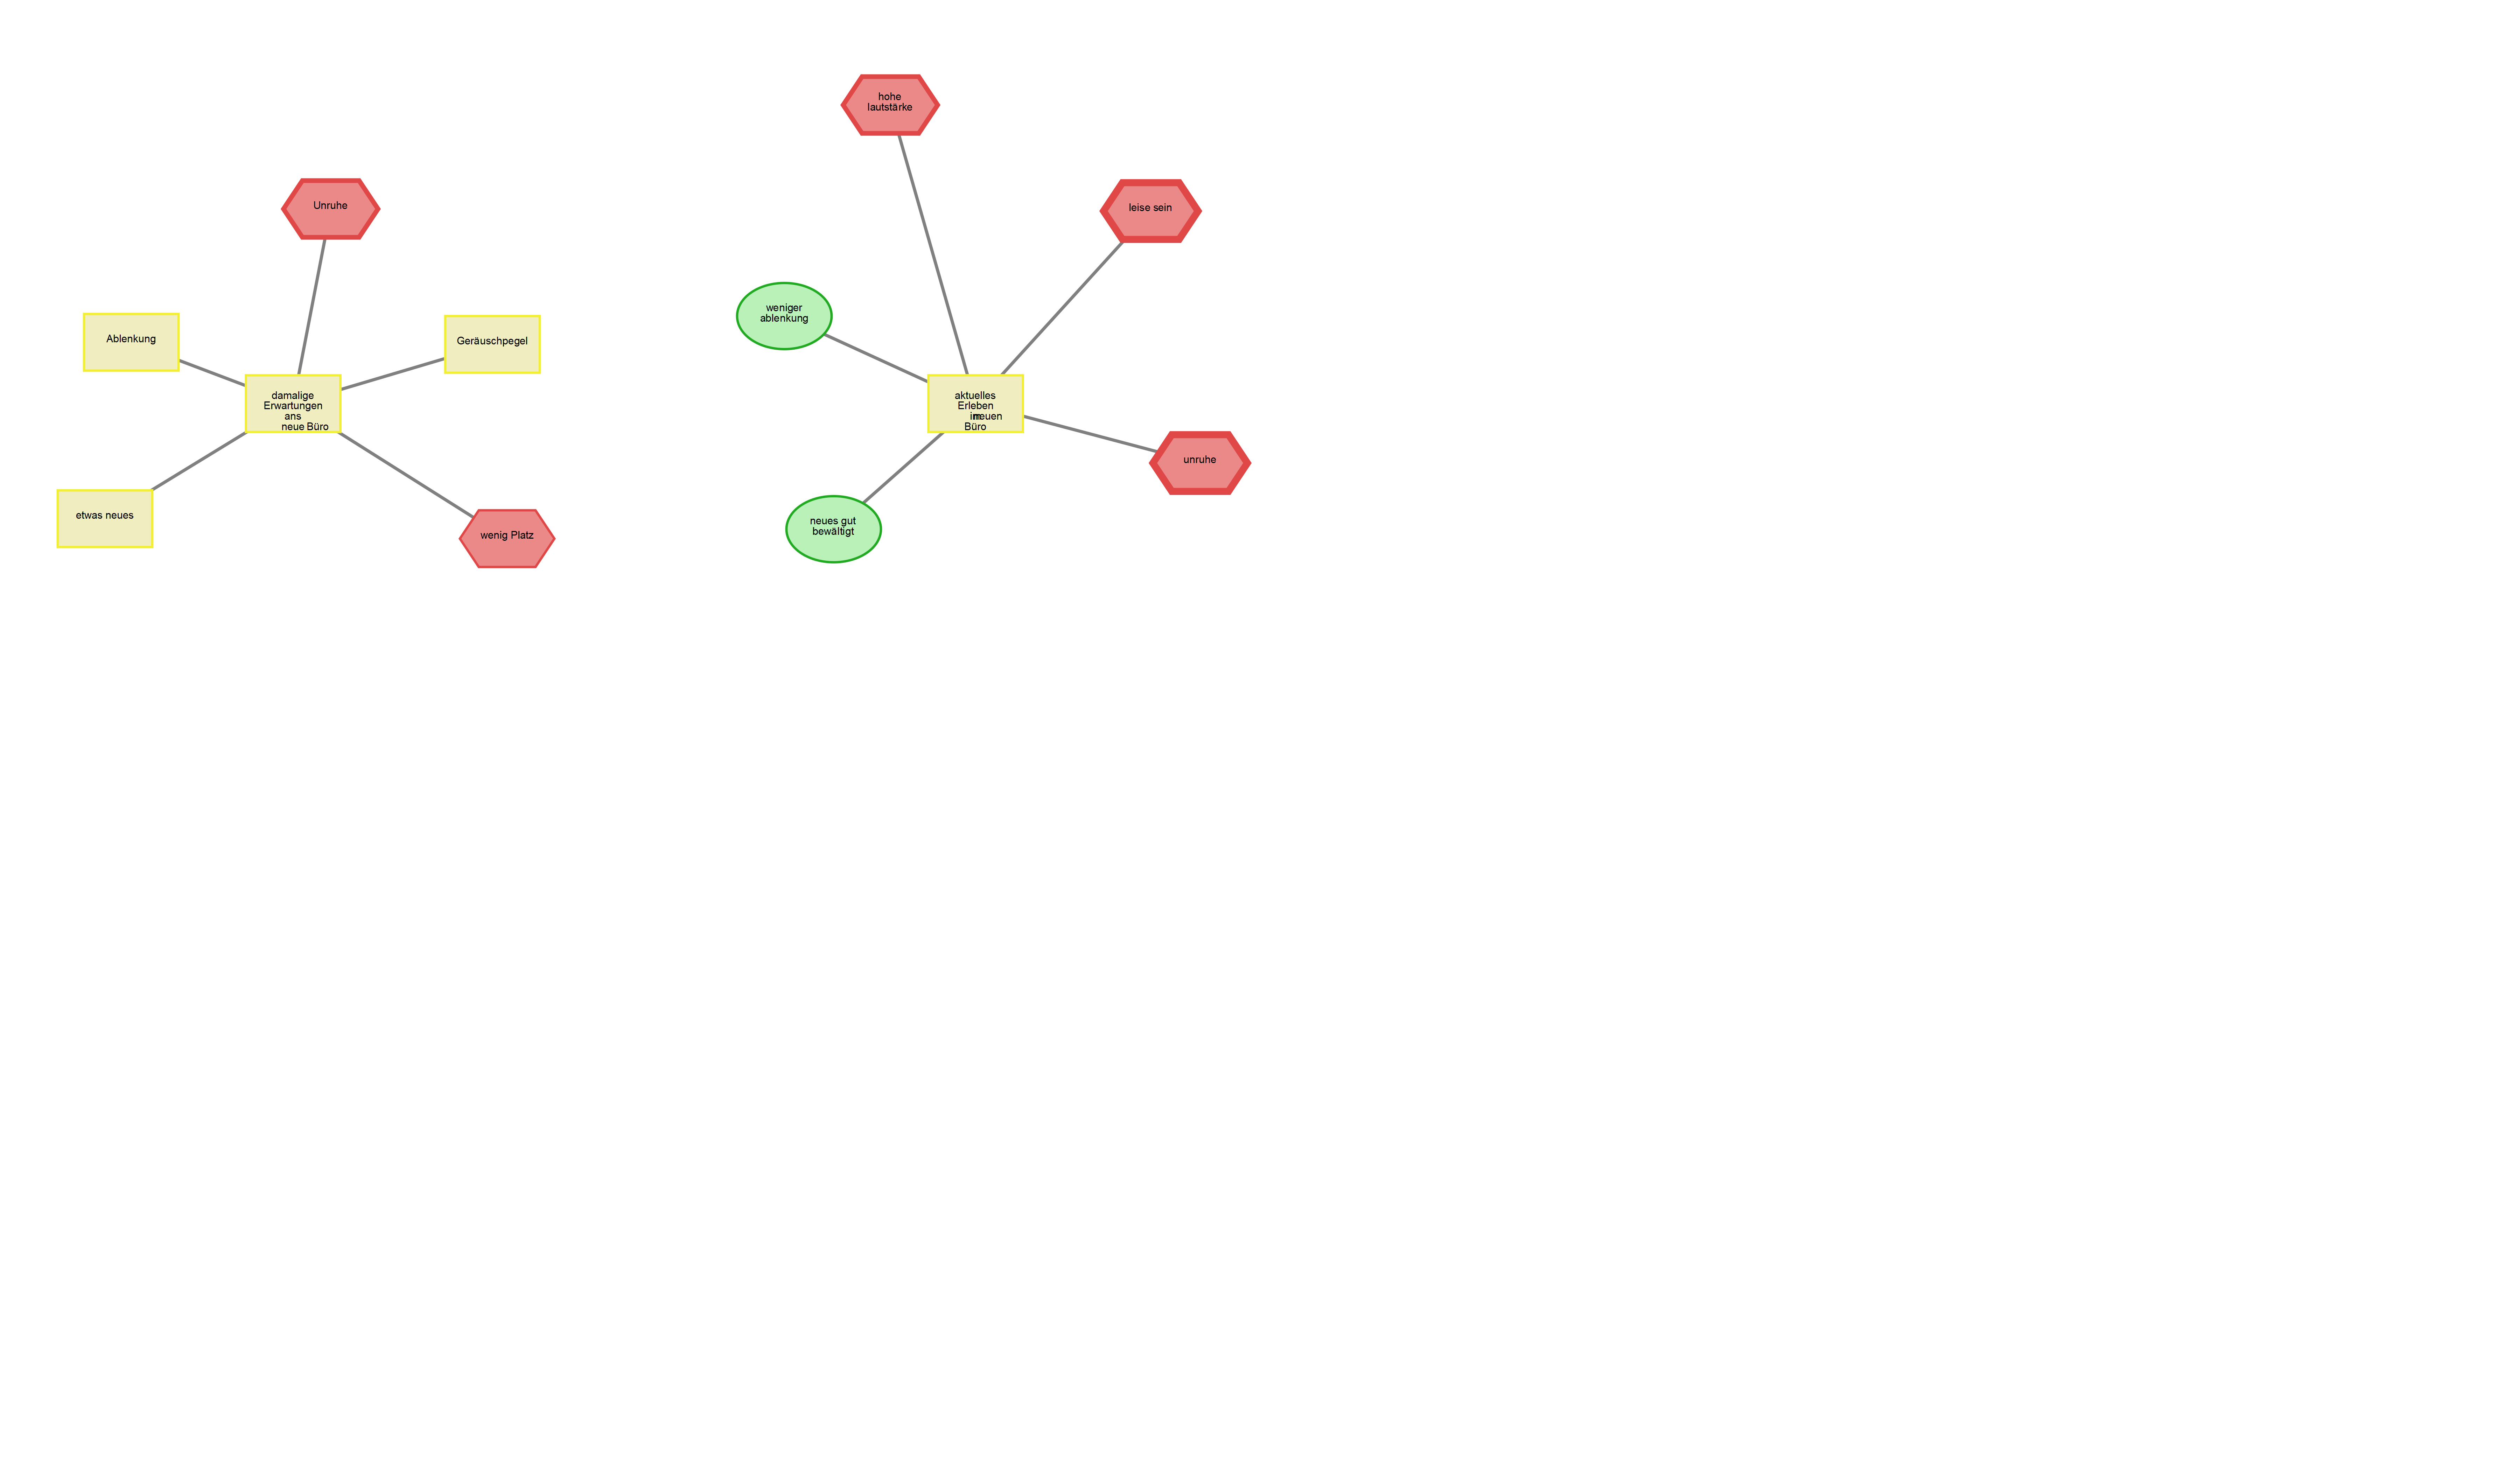 hohe
lautstärke
Unruhe
leise sein
weniger
ablenkung
Ablenkung
Geräuschpegel
damalige
Erwartungen
ans
neue Büro
aktuelles
Erleben
im neuen
Büro
unruhe
etwas neues
wenig Platz
neues gut
bewältigt